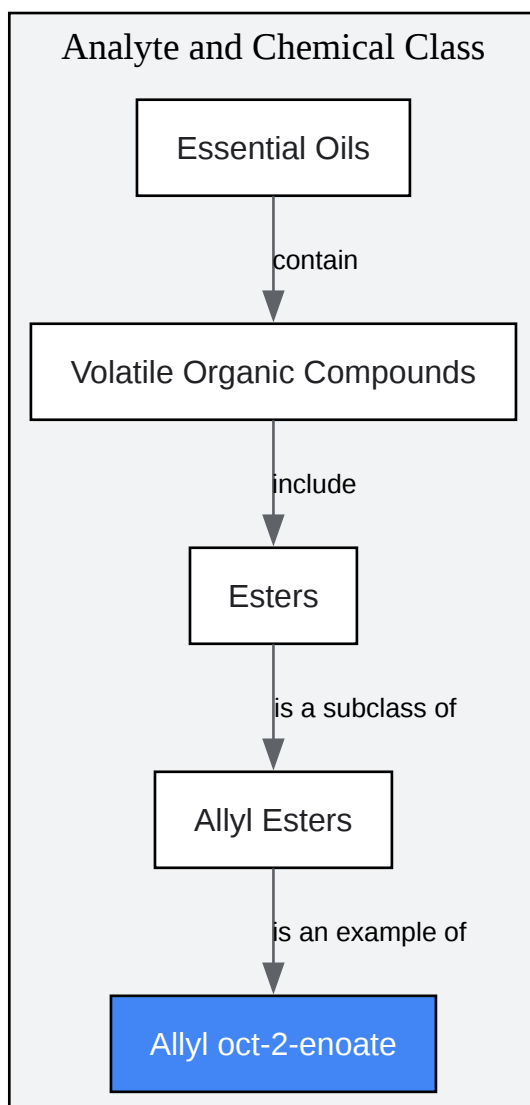 Analyte and Chemical Class
Essential Oils
contain
Volatile Organic Compounds
include
Esters
is a subclass of
Allyl Esters
is an example of
Allyl oct-2-enoate